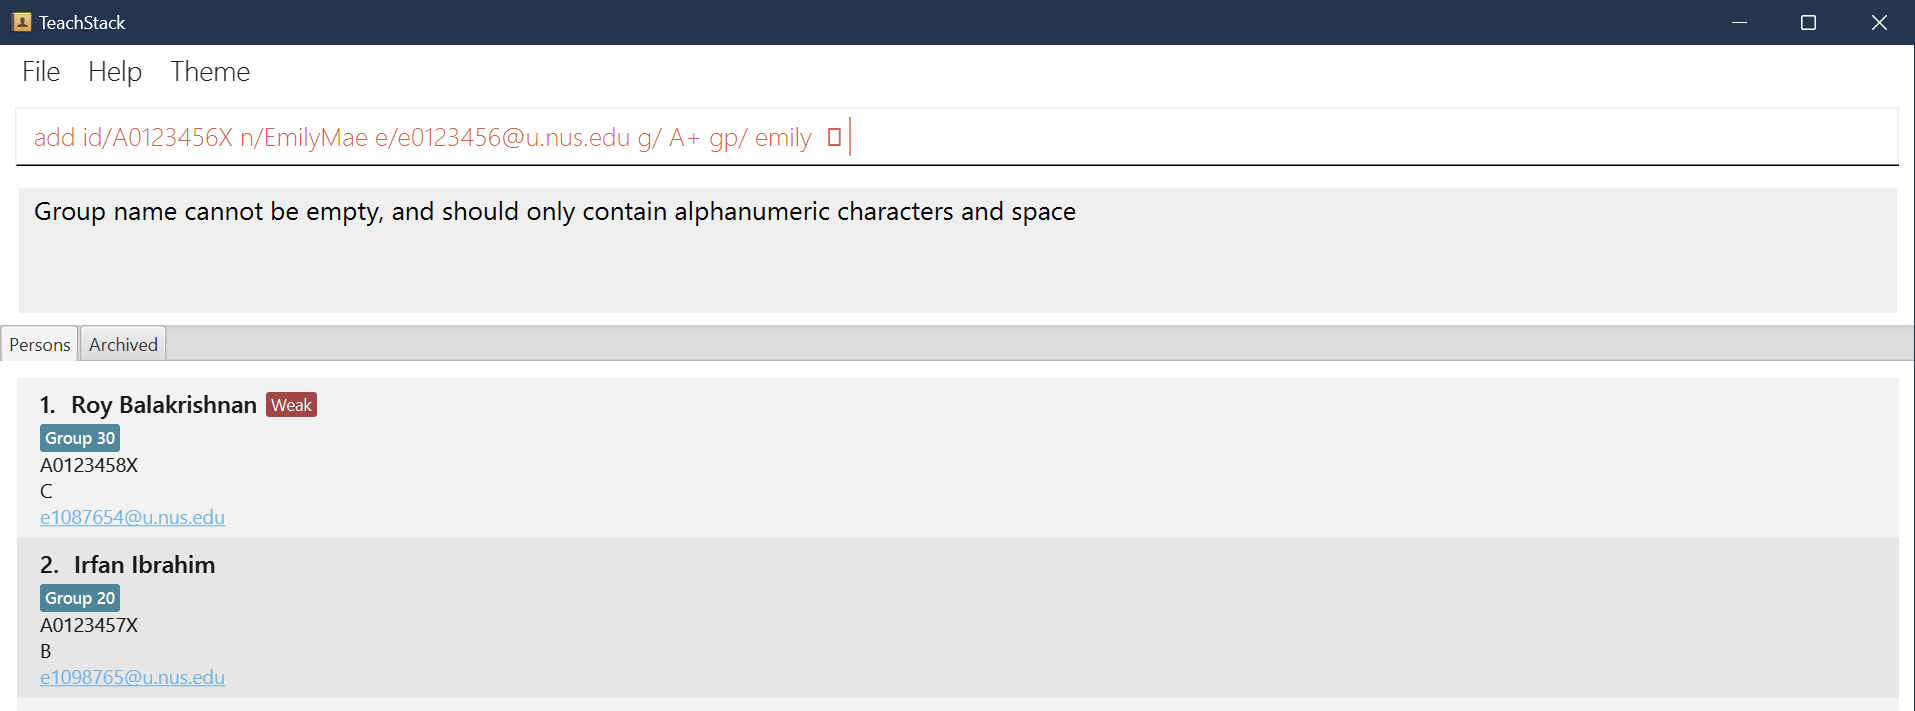 TeachStack
File Help Theme
add id/A0123456X n/EmilyMae e/e0123456@u.nus.edu g/ A+ gp/ emily
Group name cannot be empty, and should only contain alphanumeric characters and space
Persons Archived
1. Roy Balakrishnan Weak
Group 30
A0123458X
C
e1087654@u.nus.edu
2. Irfan Ibrahim
Group 20
A0123457X
B
e1098765@u.nus.edu